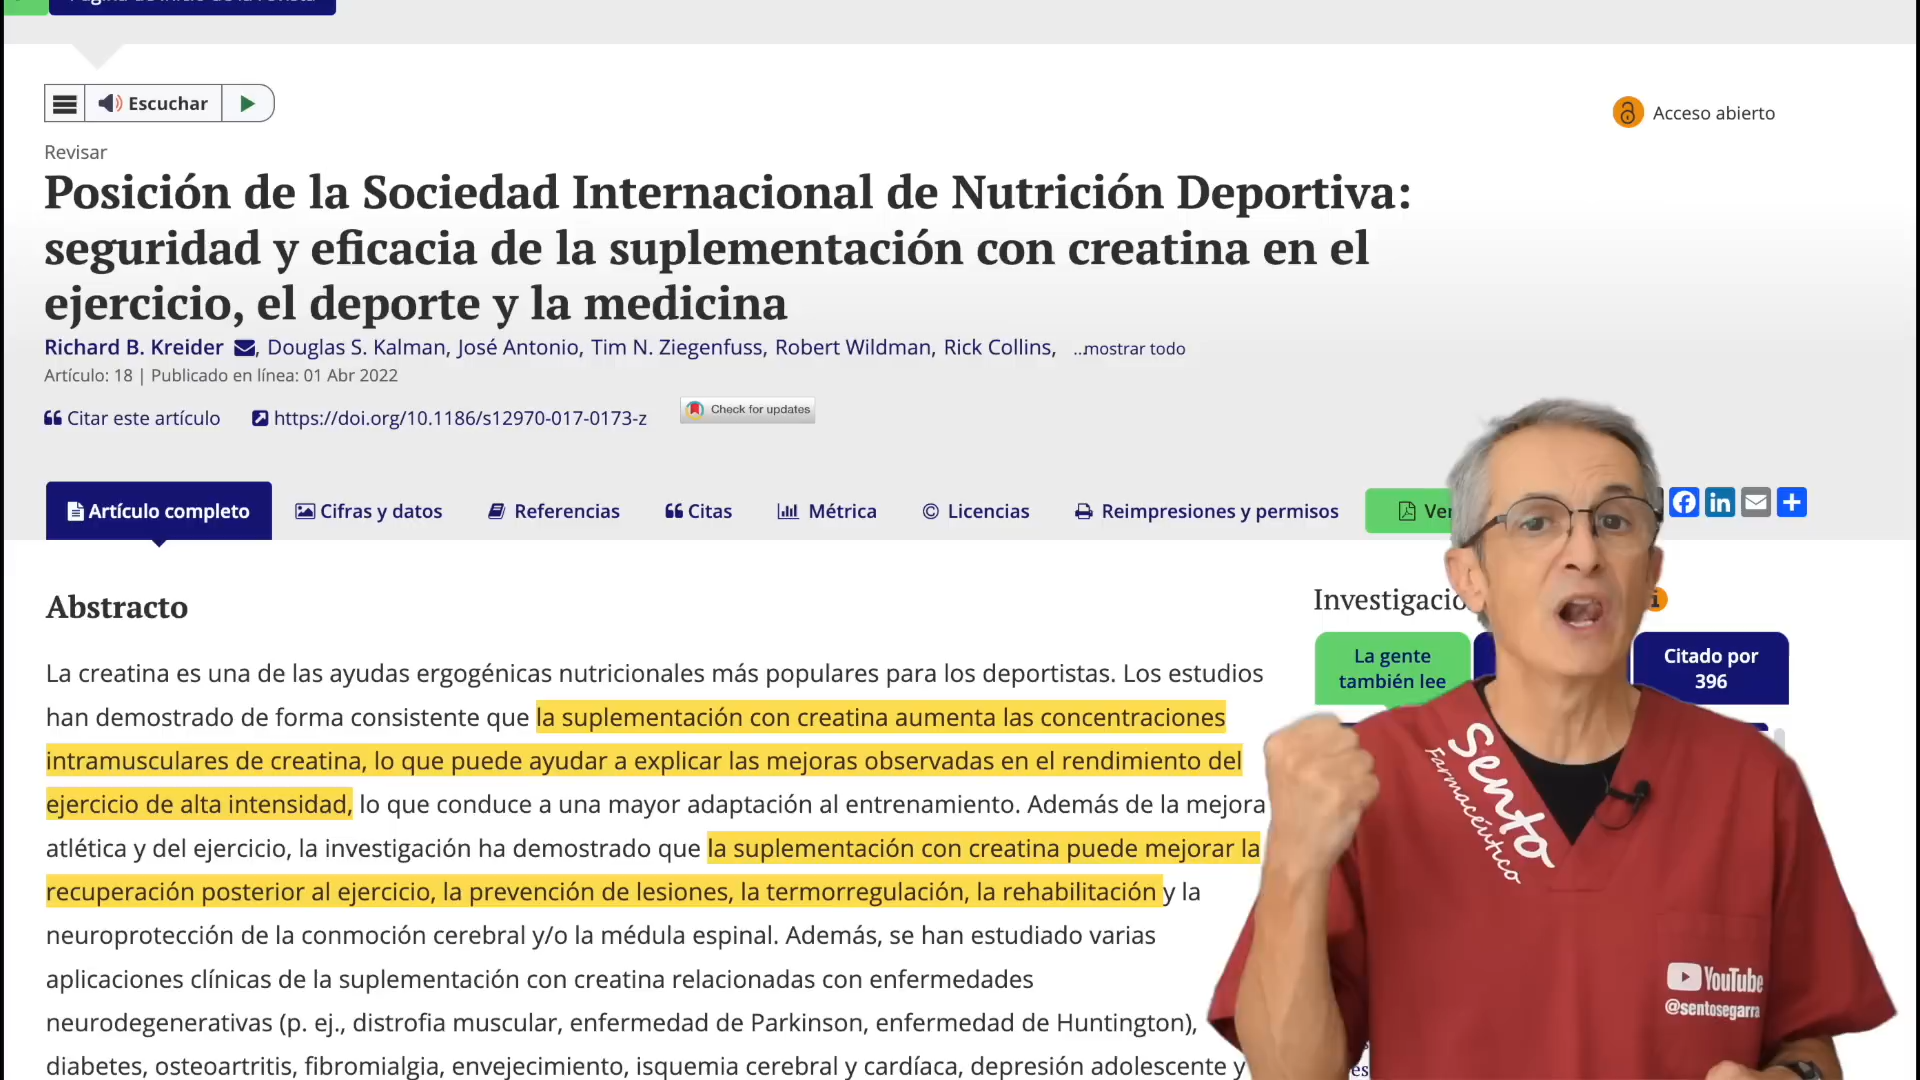 Escuchar
Acceso abierto
Revisar
Posición de la Sociedad Internacional de Nutrición Deportiva:
seguridad y eficacia de la suplementación con creatina en el
ejercicio, el deporte y la medicina
Richard B. Kreider , Douglas S. Kalman, José Antonio, Tim N. Ziegenfuss, Robert Wildman, Rick Collins, ...mostrar todo
Artículo: 18 | Publicado en línea: 01 Abr 2022
Citar este artículo https://doi.org/10.1186/s12970-017-0173-z Check for updates
Artículo completo Cifras y datos Referencias Citas Métrica Licencias Reimpresiones y permisos Ver
Abstracto
La creatina es una de las ayudas ergogénicas nutricionales más populares para los deportistas. Los estudios
han demostrado de forma consistente que la suplementación con creatina aumenta las concentraciones
intramusculares de creatina, lo que puede ayudar a explicar las mejoras observadas en el rendimiento del
ejercicio de alta intensidad, lo que conduce a una mayor adaptación al entrenamiento. Además de la mejora
atlética y del ejercicio, la investigación ha demostrado que la suplementación con creatina puede mejorar la
recuperación posterior al ejercicio, la prevención de lesiones, la termorregulación, la rehabilitación y la
neuroprotección de la conmoción cerebral y/o la médula espinal. Además, se han estudiado varias
aplicaciones clínicas de la suplementación con creatina relacionadas con enfermedades
neurodegenerativas (p. ej., distrofia muscular, enfermedad de Parkinson, enfermedad de Huntington),
diabetes, osteoartritis, fibromialgia, envejecimiento, isquemia cerebral y cardíaca, depresión adolescente y
La gente
también lee
Citado por
396
Sento
Farmacéutico
YouTube
@sentosegarra